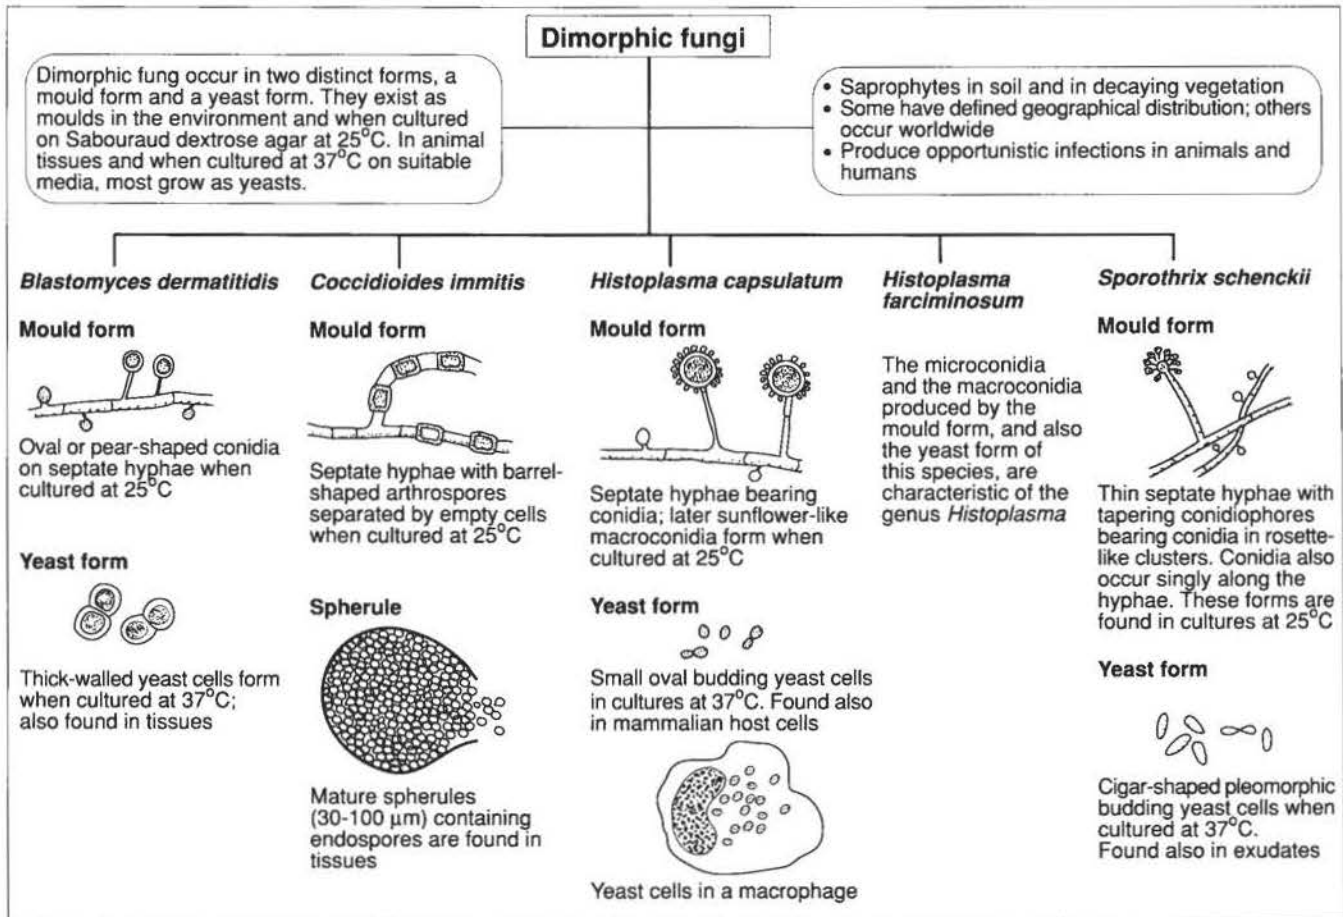 Dimorphic fungi
Dimorphic fung occur in two distinct forms, a
mould form and a yeast form. They exist as
moulds in the environment and when cultured
on Sabouraud dextrose agar at 25°C. In animal
tissues and when cultured at 37°C on suitable
media, most grow as yeasts.
• Saprophytes in soil and in decaying vegetation
• Some have defined geographical distribution; others
occur worldwide
• Produce opportunistic infections in animals and
humans
Blastomyces dermatitidis
Mould form
Oval or pear-shaped conidia
on septate hyphae when
cultured at 25°C
Yeast form
Thick-walled yeast cells form
when cultured at 37°C;
also found in tissues
Coccidioides immitis
Mould form
Septate hyphae with barrel-
shaped arthrospores
separated by empty cells
when cultured at 25°C
Spherule
Mature spherules
(30-100 µm) containing
endospores are found in
tissues
Histoplasma capsulatum
Mould form
Septate hyphae bearing
conidia; later sunflower-like
macroconidia form when
cultured at 25°C
Yeast form
Small oval budding yeast cells
in cultures at 37°C. Found also
in mammalian host cells
Yeast cells in a macrophage
Histoplasma
farciminosum
The microconidia
and the macroconidia
produced by the
mould form, and also
the yeast form of
this species, are
characteristic of the
genus Histoplasma
Sporothrix schenckii
Mould form
Thin septate hyphae with
tapering conidiophores
bearing conidia in rosette-
like clusters. Conidia also
occur singly along the
hyphae. These forms are
found in cultures at 25°C
Yeast form
Cigar-shaped pleomorphic
budding yeast cells when
cultured at 37°C.
Found also in exudates